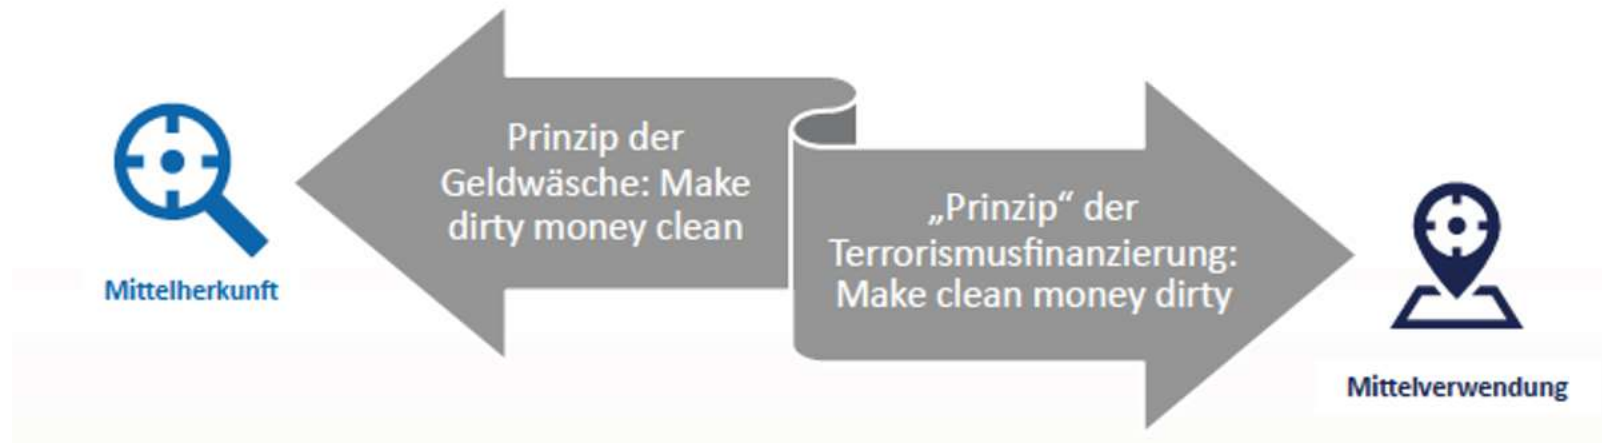 Prinzip der
Geldwäsche: Make
dirty money clean
Mittelherkunft
„Prinzip“ der
Terrorismusfinanzierung:
Make clean money dirty
Mittelverwendung